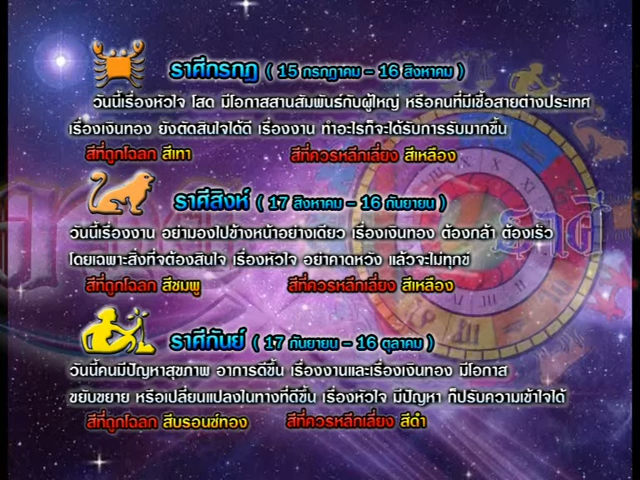 ราศีกรกฎ ( 15 กรกฎาคม - 16 สิงหาคม )
วันนี้เรื่องหัวใจ โสด มีโอกาสสานสัมพันธ์กับผู้ใหญ่ หรือคนที่มีเชื้อสายต่างประเทศ
เรื่องเงินทอง ยังตัดสินใจได้ดี เรื่องงาน ทำอะไรก็จะได้รับการรับมากขึ้น
สีที่ถูกโฉลก สีเทา สีที่ควรหลีกเลี่ยง สีเหลือง
ราศีสิงห์ ( 17 สิงหาคม - 16 กันยายน )
วันนี้เรื่องงาน อย่ามองไปข้างหน้าอย่างเดียว เรื่องเงินทอง ต้องกล้า ต้องเร็ว
โดยเฉพาะสิ่งที่จต้องสินใจ เรื่องหัวใจ อย่าคาดหวัง แล้วจะไม่ทุกข์
สีที่ถูกโฉลก สีชมพู สีที่ควรหลีกเลี่ยง สีเหลือง
ราศีกันย์ ( 17 กันยายน - 16 ตุลาคม )
วันนี้คนมีปัญหาสุขภาพ อาการดีขึ้น เรื่องงานและเรื่องเงินทอง มีโอกาส
ขยับขยาย หรือเปลี่ยนแปลงในทางที่ดีขึ้น เรื่องหัวใจ มีปัญหา ก็ปรับความเข้าใจได้
สีที่ถูกโฉลก สีบรอนซ์ทอง สีที่ควรหลีกเลี่ยง สีดำ